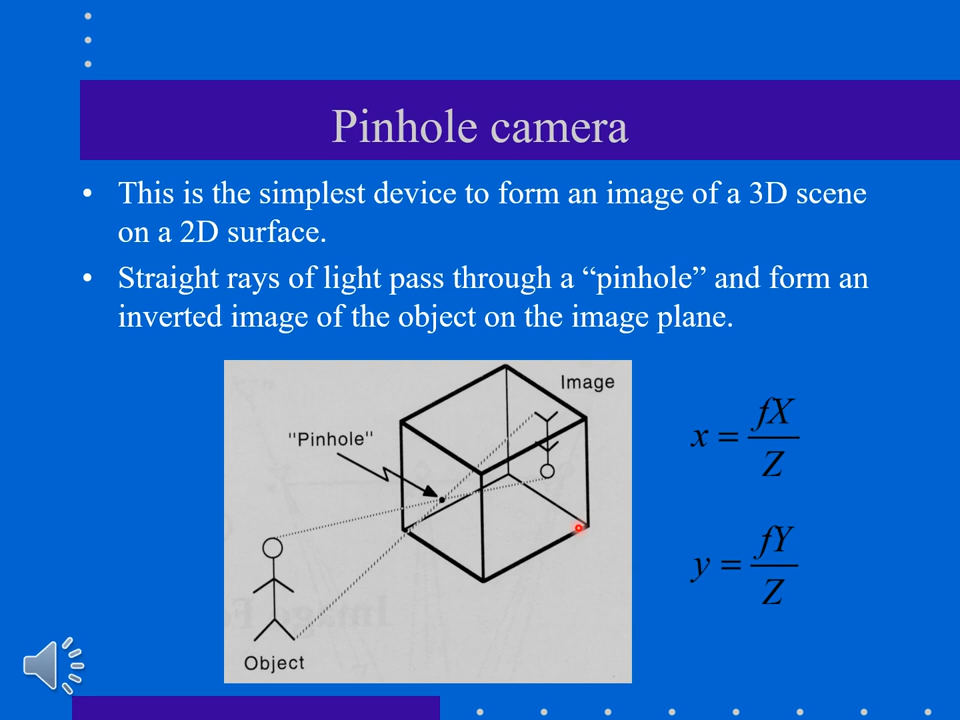 Pinhole camera
• This is the simplest device to form an image of a 3D scene
on a 2D surface.
• Straight rays of light pass through a “pinhole” and form an
inverted image of the object on the image plane.
Image
"Pinhole"
Object
x = fX / Z
y = fY / Z